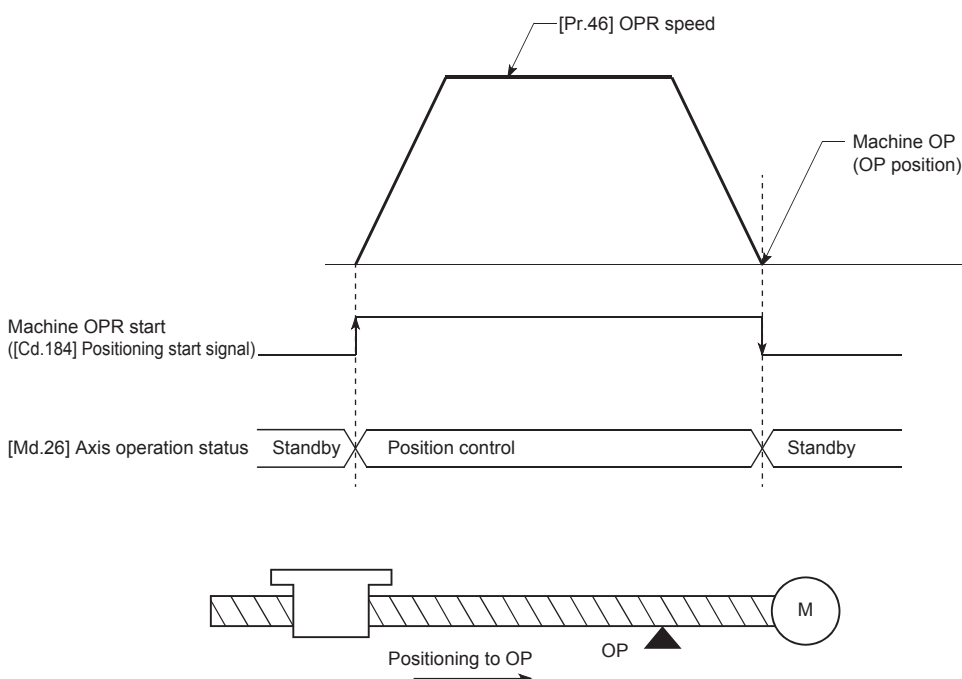 [Pr.46] OPR speed
Machine OP
(OP position)
Machine OPR start
([Cd.184] Positioning start signal)
[Md.26] Axis operation status Standby Position control Standby
M
OP
Positioning to OP